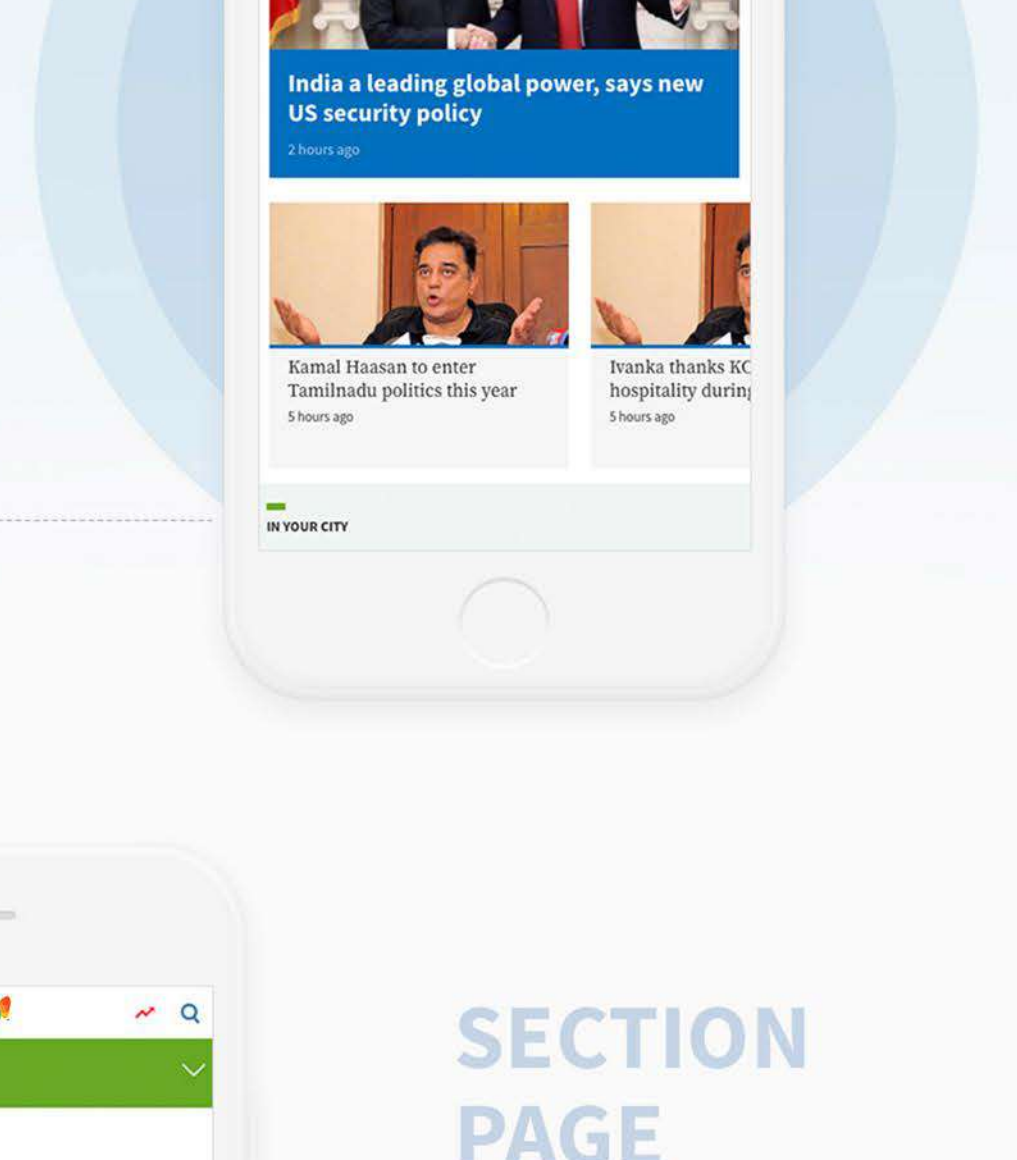 India a leading global power, says new
US security policy
2 hours ago
Kamal Haasan to enter
Tamilnadu politics this year
5 hours ago
Ivanka thanks KC
hospitality during
5 hours ago
IN YOUR CITY
SECTION
PAGE